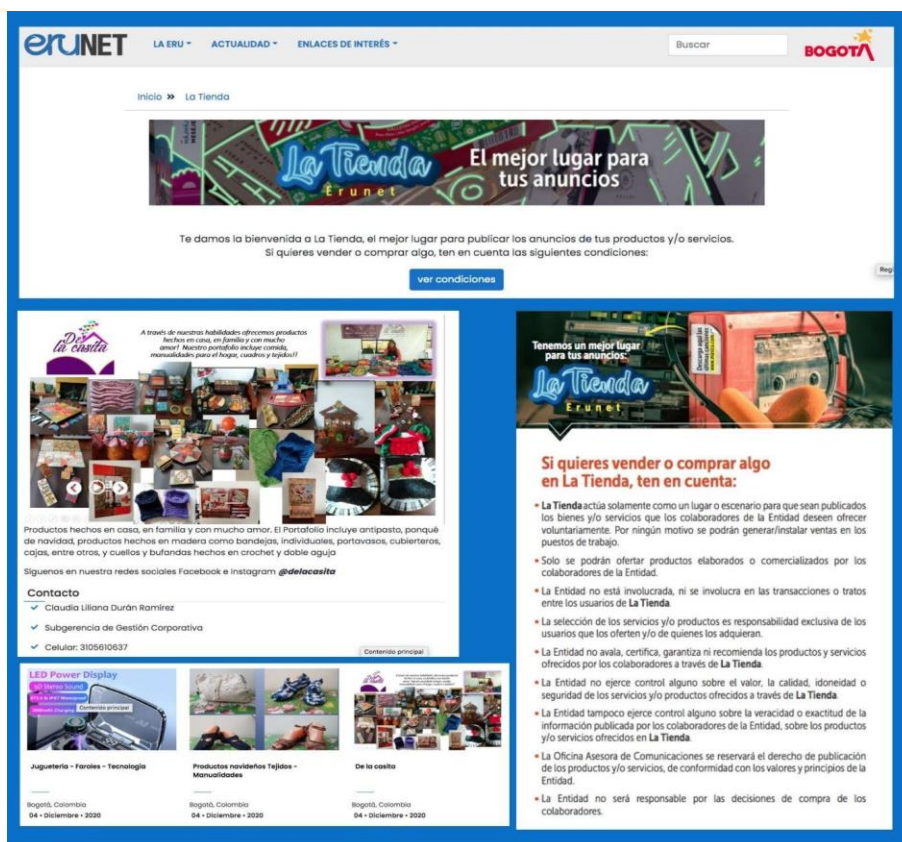 eruNET
LA ERU
ACTUALIDAD
ENLACES DE INTERÉS
Buscar
BOGOTÁ
Inicio » La Tienda
La Tienda
Erunet
El mejor lugar para
tus anuncios
Te damos la bienvenida a La Tienda, el mejor lugar para publicar los anuncios de tus productos y/o servicios.
Si quieres vender o comprar algo, ten en cuenta las siguientes condiciones:
ver condiciones
De
la casita
A través de nuestras habilidades ofrecemos productos
hechos en casa, en familia y con mucho
amor! Nuestro portafolio incluye comida,
manualidades para el hogar, cuadros y tejidos!!
Productos hechos en casa, en familia y con mucho amor. El Portafolio incluye antipasto, ponqué
de navidad, productos hechos en madera como bandejas, individuales, portavasos, cubierteros,
cajas, entre otros, y cuellos y bufandas hechos en crochet y doble aguja
Síguenos en nuestra redes sociales Facebook e Instagram @delacasita
Contacto
Claudia Liliana Durán Ramírez
Subgerencia de Gestión Corporativa
Celular: 3105610637
Contenido principal
LED Power Display
Stereo Sound
Contenido principal
Jugueteria - Faroles - Tecnología
Bogotá, Colombia
04 • Diciembre • 2020
Productos navideños Tejidos -
Manualidades
Bogotá, Colombia
04 • Diciembre • 2020
De la casita
Bogotá, Colombia
04 • Diciembre • 2020
Tenemos un mejor lugar
para tus anuncios:
La Tienda
Erunet
Si quieres vender o comprar algo
en La Tienda, ten en cuenta:
• La Tienda actúa solamente como un lugar o escenario para que sean publicados
los bienes y/o servicios que los colaboradores de la Entidad deseen ofrecer
voluntariamente. Por ningún motivo se podrán generar/instalar ventas en los
puestos de trabajo.
• Solo se podrán ofertar productos elaborados o comercializados por los
colaboradores de la Entidad.
• La Entidad no está involucrada, ni se involucra en las transacciones o tratos
entre los usuarios de La Tienda.
• La selección de los servicios y/o productos es responsabilidad exclusiva de los
usuarios que los oferten y/o de quienes los adquieran.
• La Entidad no avala, certifica, garantiza ni recomienda los productos y servicios
ofrecidos por los colaboradores a través de La Tienda.
• La Entidad no ejerce control alguno sobre el valor, la calidad, idoneidad o
seguridad de los servicios y/o productos ofrecidos a través de La Tienda.
• La Entidad tampoco ejerce control alguno sobre la veracidad o exactitud de la
información publicada por los colaboradores de la Entidad, sobre los productos
y/o servicios ofrecidos en La Tienda.
• La Oficina Asesora de Comunicaciones se reservará el derecho de publicación
de los productos y/o servicios, de conformidad con los valores y principios de la
Entidad.
• La Entidad no será responsable por las decisiones de compra de los
colaboradores.